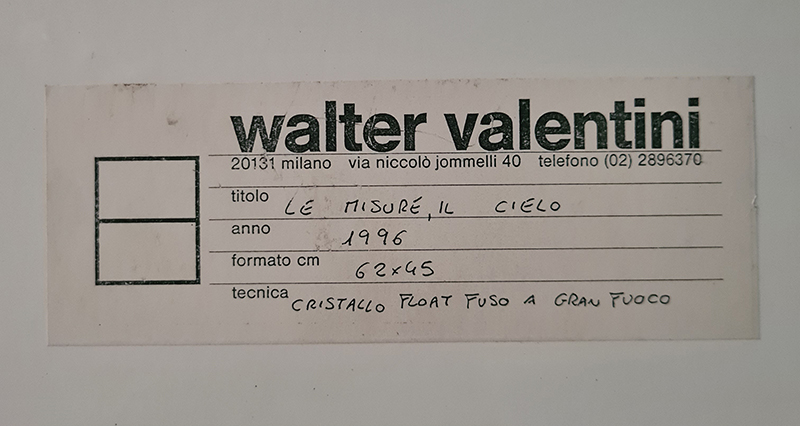 walter valentini
20131 milano via niccolò jommelli 40 telefono (02) 2896370
titolo LE MISURE, IL CIELO
anno 1996
formato cm 62x45
tecnica CRISTALLO FLOAT FUSO A GRAN FUOCO